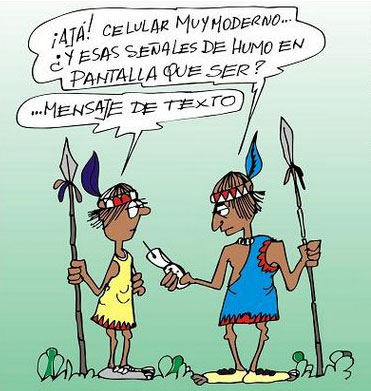 ¡AJÁ! CELULAR MUY MODERNO...
¿Y ESAS SEÑALES DE HUMO EN
PANTALLA QUE SER?
...MENSAJE DE TEXTO